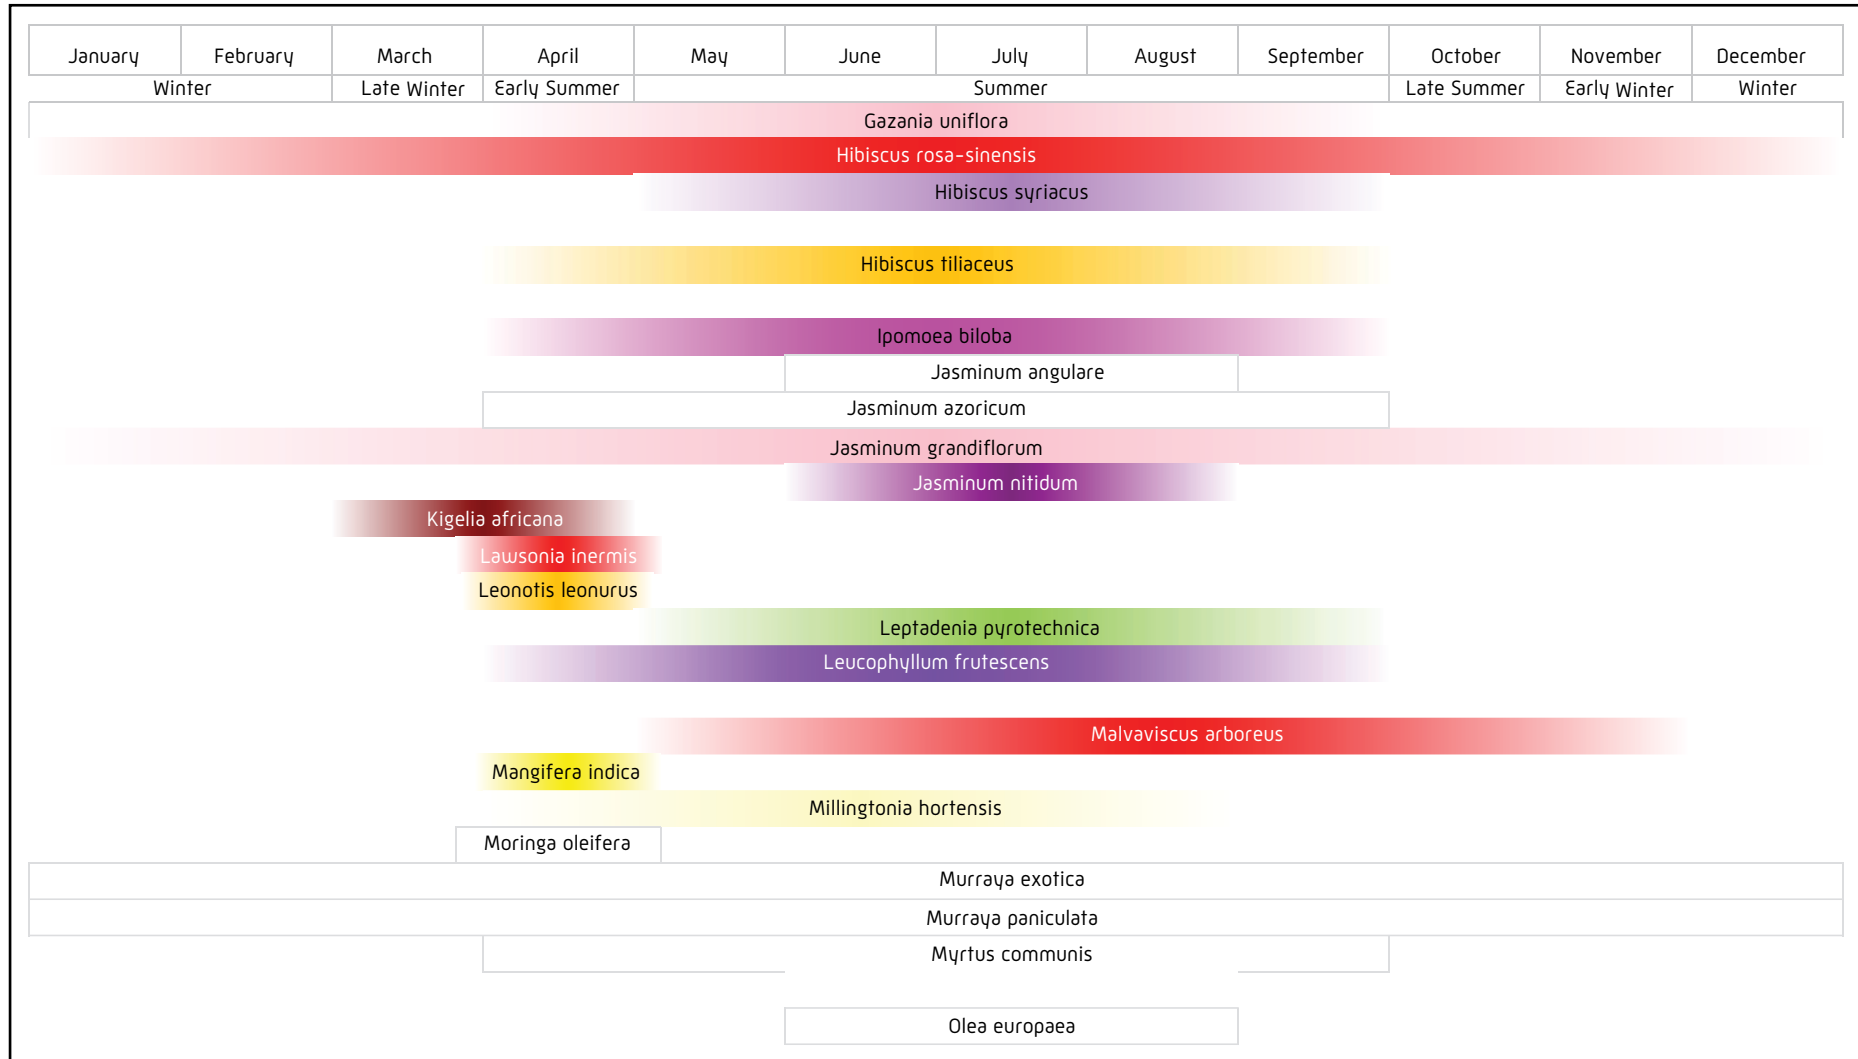 January February March April May June July August September October November December
Winter Late Winter Early Summer Summer Late Summer Early Winter Winter
Gazania uniflora
Hibiscus rosa-sinensis
Hibiscus syriacus
Hibiscus tiliaceus
Ipomoea biloba
Jasminum angulare
Jasminum azoricum
Jasminum grandiflorum
Jasminum nitidum
Kigelia africana
Lawsonia inermis
Leonotis leonurus
Leptadenia pyrotechnica
Leucophyllum frutescens
Malvaviscus arboreus
Mangifera indica
Millingtonia hortensis
Moringa oleifera
Murraya exotica
Murraya paniculata
Myrtus communis
Olea europaea